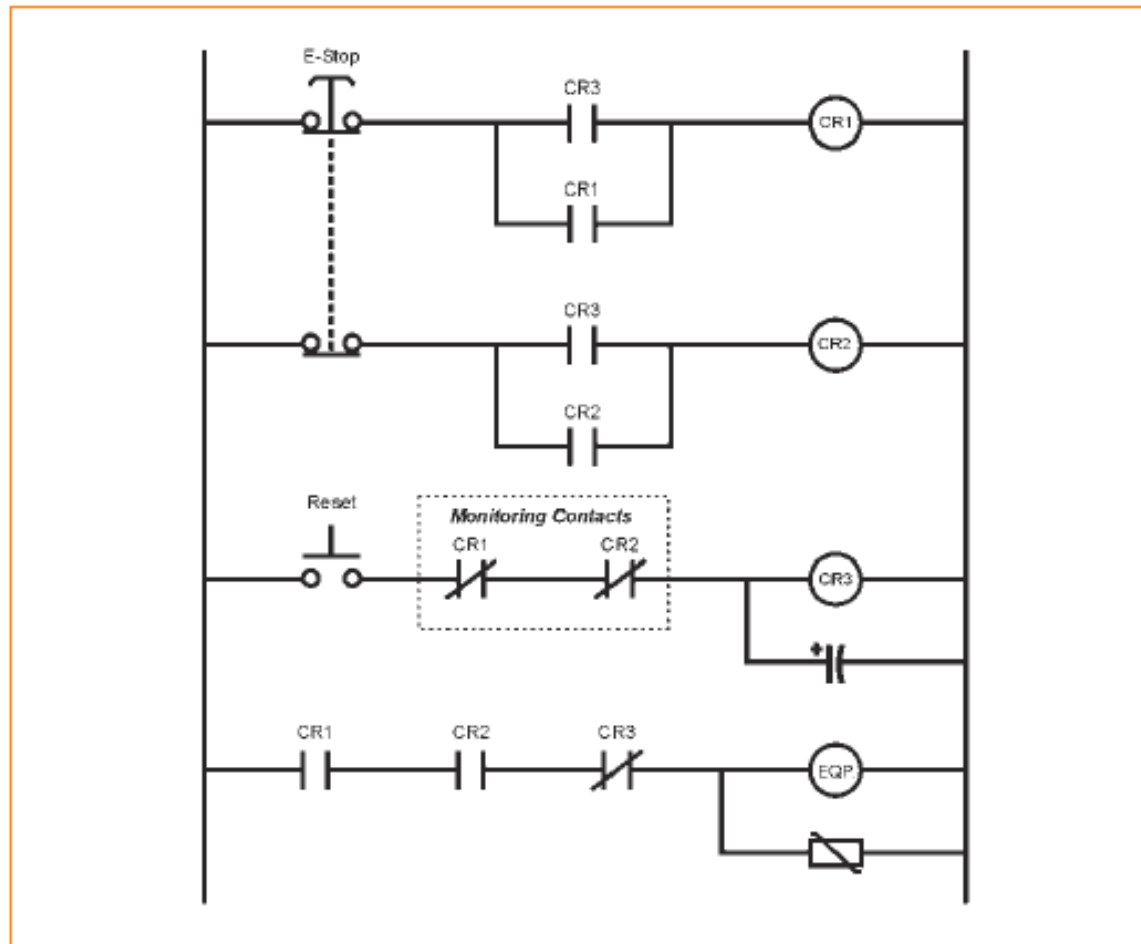 E-Stop
CR3
CR1
CR1
CR3
CR2
CR2
Reset
Monitoring Contacts
CR1
CR2
CR3
+
CR1
CR2
CR3
EQP